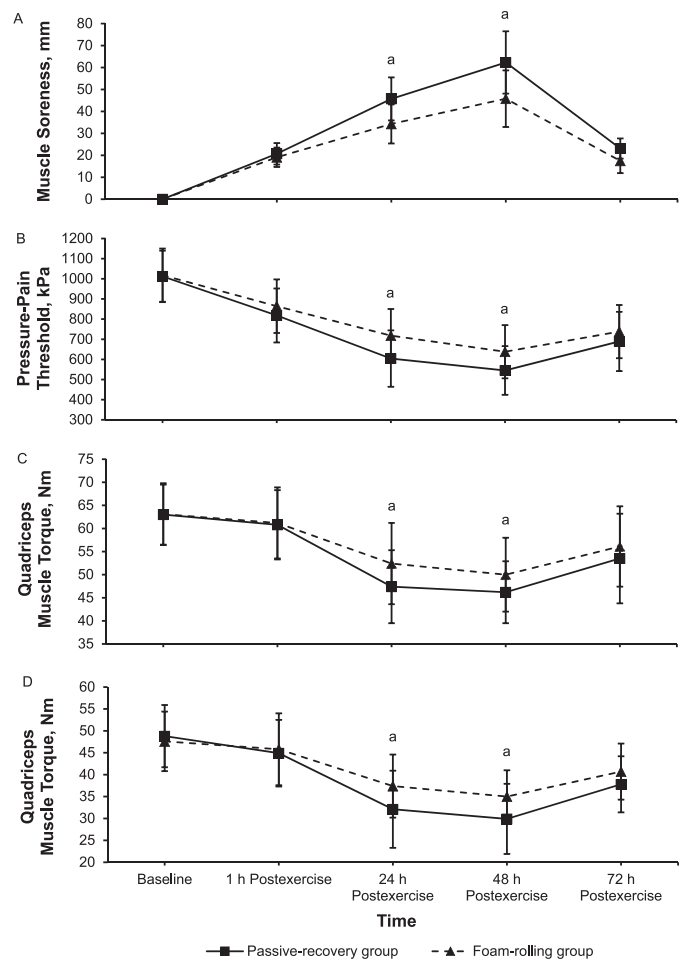 A
Muscle Soreness, mm
80
70
60
50
40
30
20
10
0
a
a
B
Pressure-Pain
Threshold, kPa
1200
1100
1000
900
800
700
600
500
400
300
a
a
C
Quadriceps
Muscle Torque, Nm
75
70
65
60
55
50
45
40
35
a
a
D
Quadriceps
Muscle Torque, Nm
60
55
50
45
40
35
30
25
20
a
a
Baseline
1 h Postexercise
24 h
Postexercise
48 h
Postexercise
72 h
Postexercise
Time
Passive-recovery group
Foam-rolling group